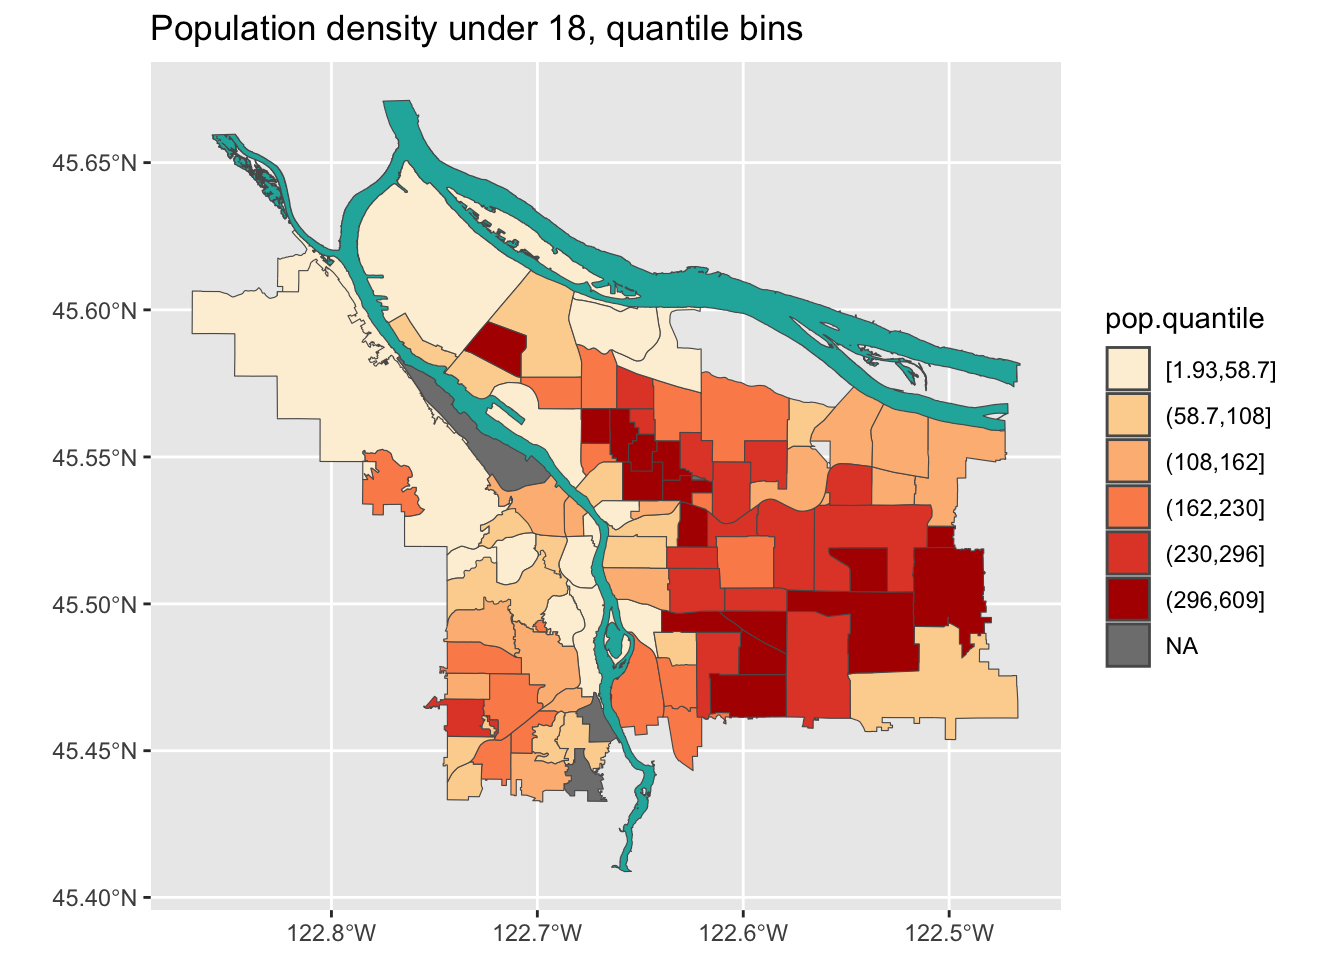 Population density under 18, quantile bins
45.65°N
45.60°N
45.55°N
45.50°N
45.45°N
45.40°N
122.8°W
122.7°W
122.6°W
122.5°W
pop.quantile
[1.93,58.7]
(58.7,108]
(108,162]
(162,230]
(230,296]
(296,609]
NA